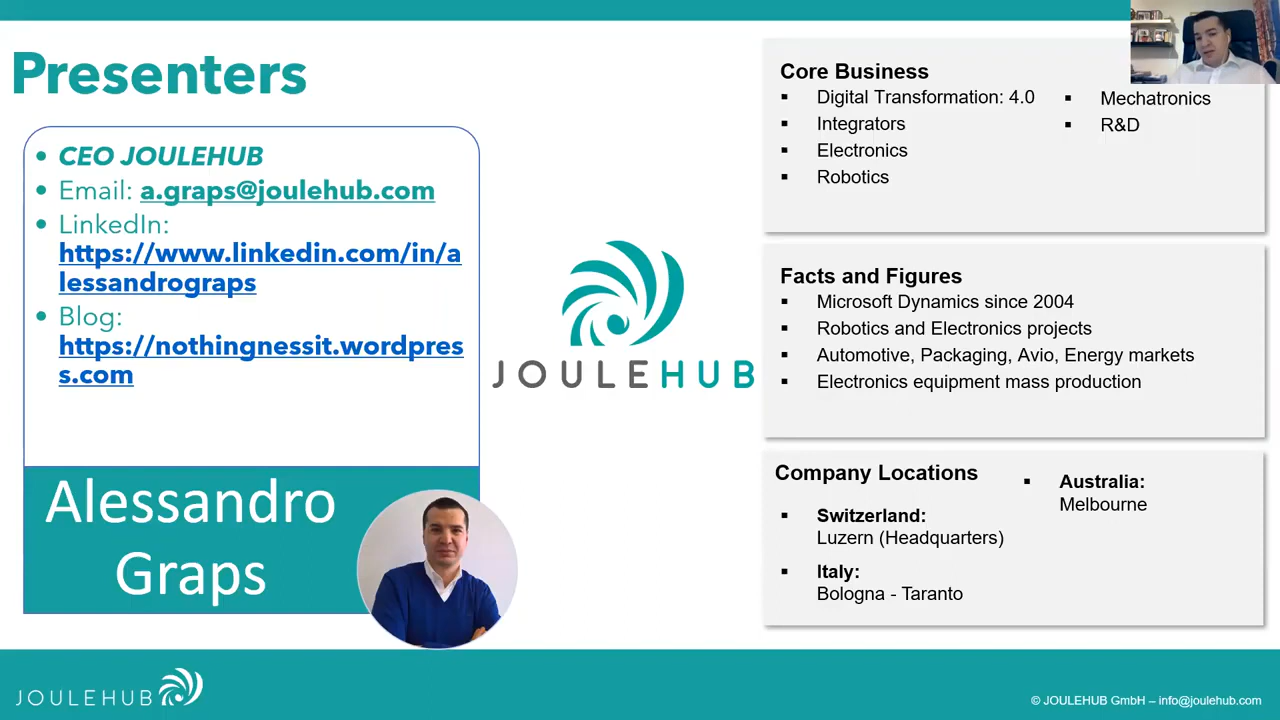 Presenters
CEO JOULEHUB
Email: a.graps@joulehub.com
LinkedIn:
https://www.linkedin.com/in/a
lessandrograps
Blog:
https://nothingnessit.wordpres
s.com
Alessandro
Graps
JOULEHUB
Core Business
Digital Transformation: 4.0
Integrators
Electronics
Robotics
Mechatronics
R&D
Facts and Figures
Microsoft Dynamics since 2004
Robotics and Electronics projects
Automotive, Packaging, Avio, Energy markets
Electronics equipment mass production
Company Locations
Switzerland:
Luzern (Headquarters)
Italy:
Bologna - Taranto
Australia:
Melbourne
JOULEHUB
© JOULEHUB GmbH – info@joulehub.com